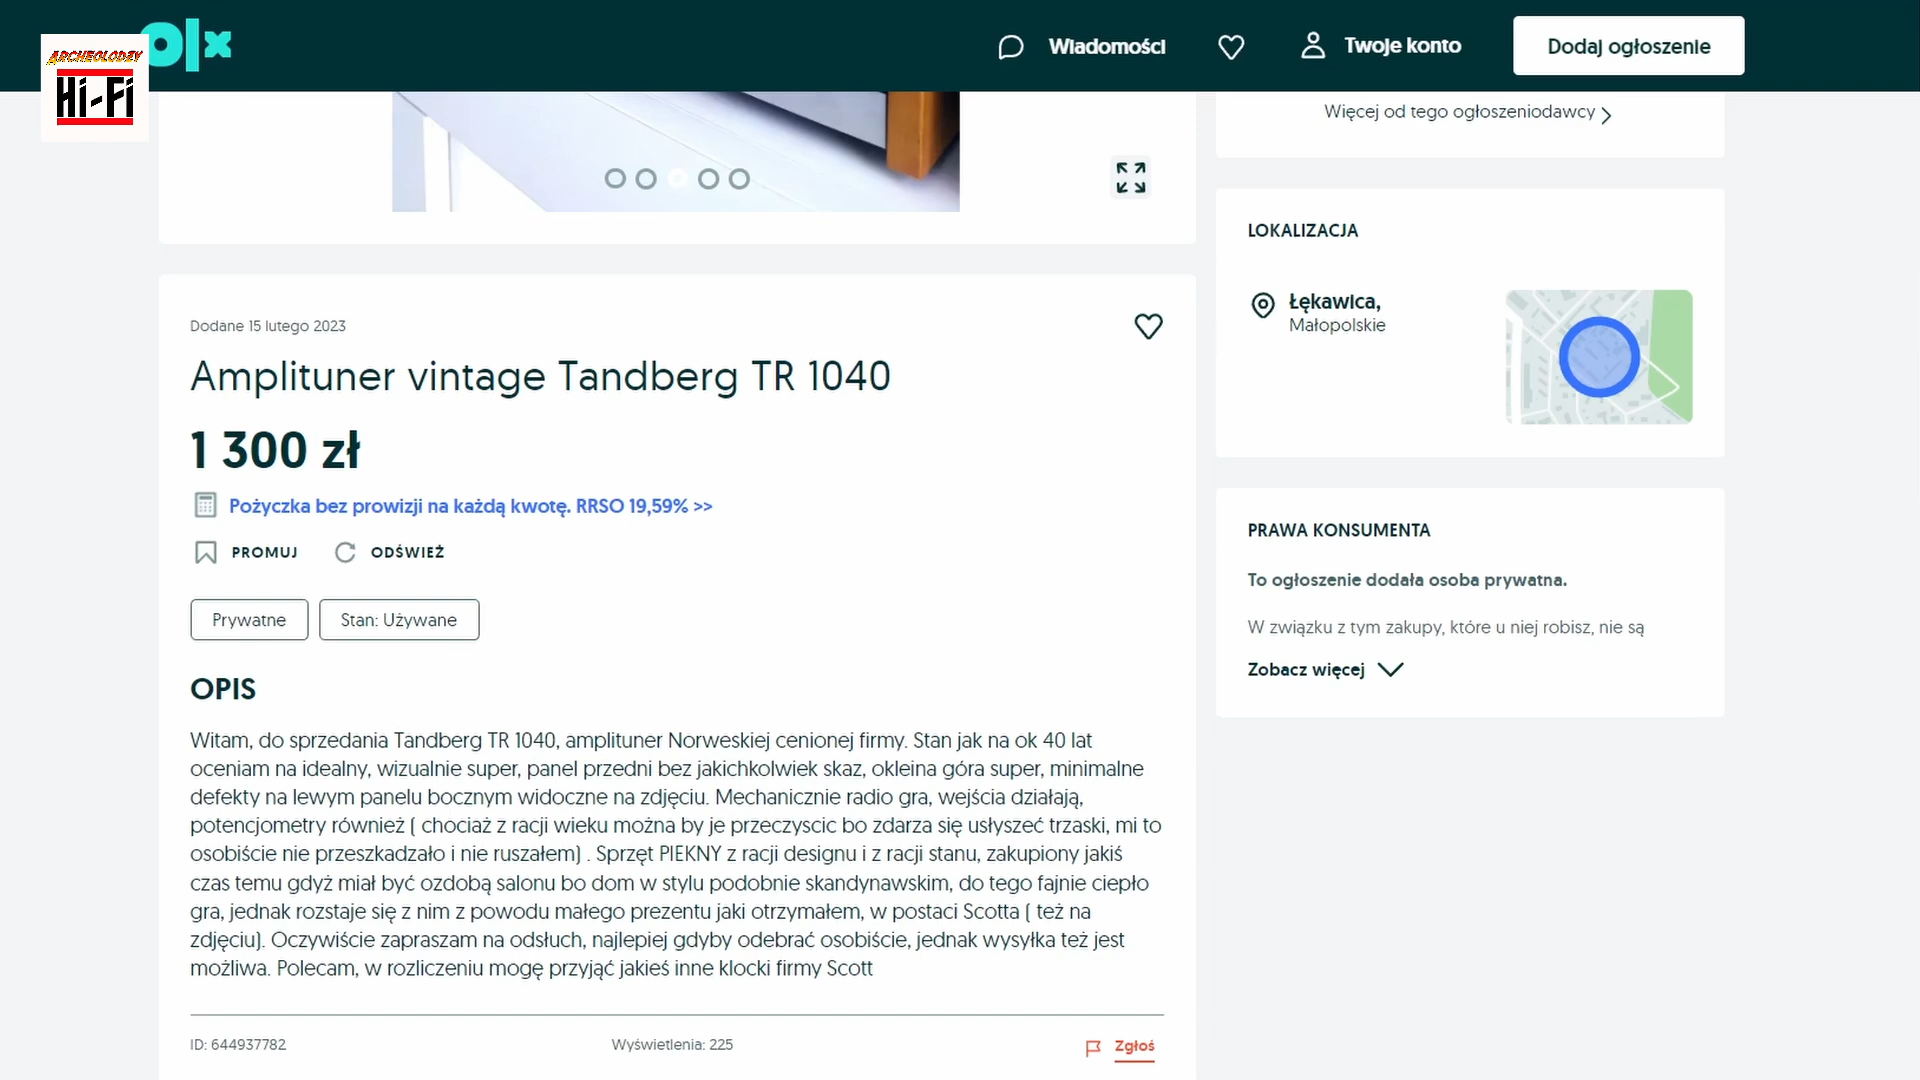 ARCHEOLODZY
Hi-Fi
olx
Wiadomości
Twoje konto
Dodaj ogłoszenie
Więcej od tego ogłoszeniodawcy
Dodane 15 lutego 2023
Amplituner vintage Tandberg TR 1040
1 300 zł
Pożyczka bez prowizji na każdą kwotę. RRSO 19,59% >>
PROMUJ
ODŚWIEŻ
Prywatne
Stan: Używane
OPIS
Witam, do sprzedania Tandberg TR 1040, amplituner Norweskiej cenionej firmy. Stan jak na ok 40 lat
oceniam na idealny, wizualnie super, panel przedni bez jakichkolwiek skaz, okleina góra super, minimalne
defekty na lewym panelu bocznym widoczne na zdjęciu. Mechanicznie radio gra, wejścia działają,
potencjometry również ( chociaż z racji wieku można by je przeczyscic bo zdarza się usłyszeć trzaski, mi to
osobiście nie przeszkadzało i nie ruszałem) . Sprzęt PIEKNY z racji designu i z racji stanu, zakupiony jakiś
czas temu gdyż miał być ozdobą salonu bo dom w stylu podobnie skandynawskim, do tego fajnie ciepło
gra, jednak rozstaje się z nim z powodu małego prezentu jaki otrzymałem, w postaci Scotta ( też na
zdjęciu). Oczywiście zapraszam na odsłuch, najlepiej gdyby odebrać osobiście, jednak wysyłka też jest
możliwa. Polecam, w rozliczeniu mogę przyjąć jakieś inne klocki firmy Scott
ID: 644937782
Wyświetlenia: 225
Zgłoś
LOKALIZACJA
Łękawica,
Małopolskie
PRAWA KONSUMENTA
To ogłoszenie dodała osoba prywatna.
W związku z tym zakupy, które u niej robisz, nie są
Zobacz więcej